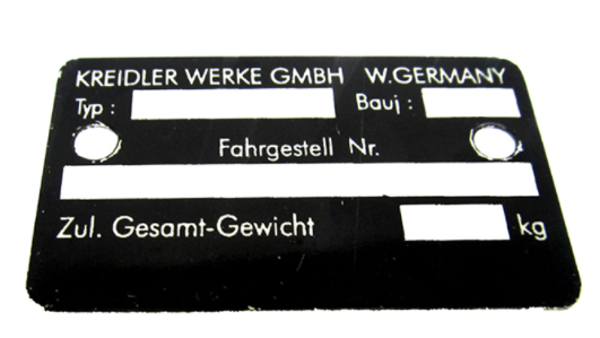 KREIDLER WERKE GMBH W.GERMANY
Typ : Bauj :
Fahrgestell Nr.
Zul. Gesamt-Gewicht kg